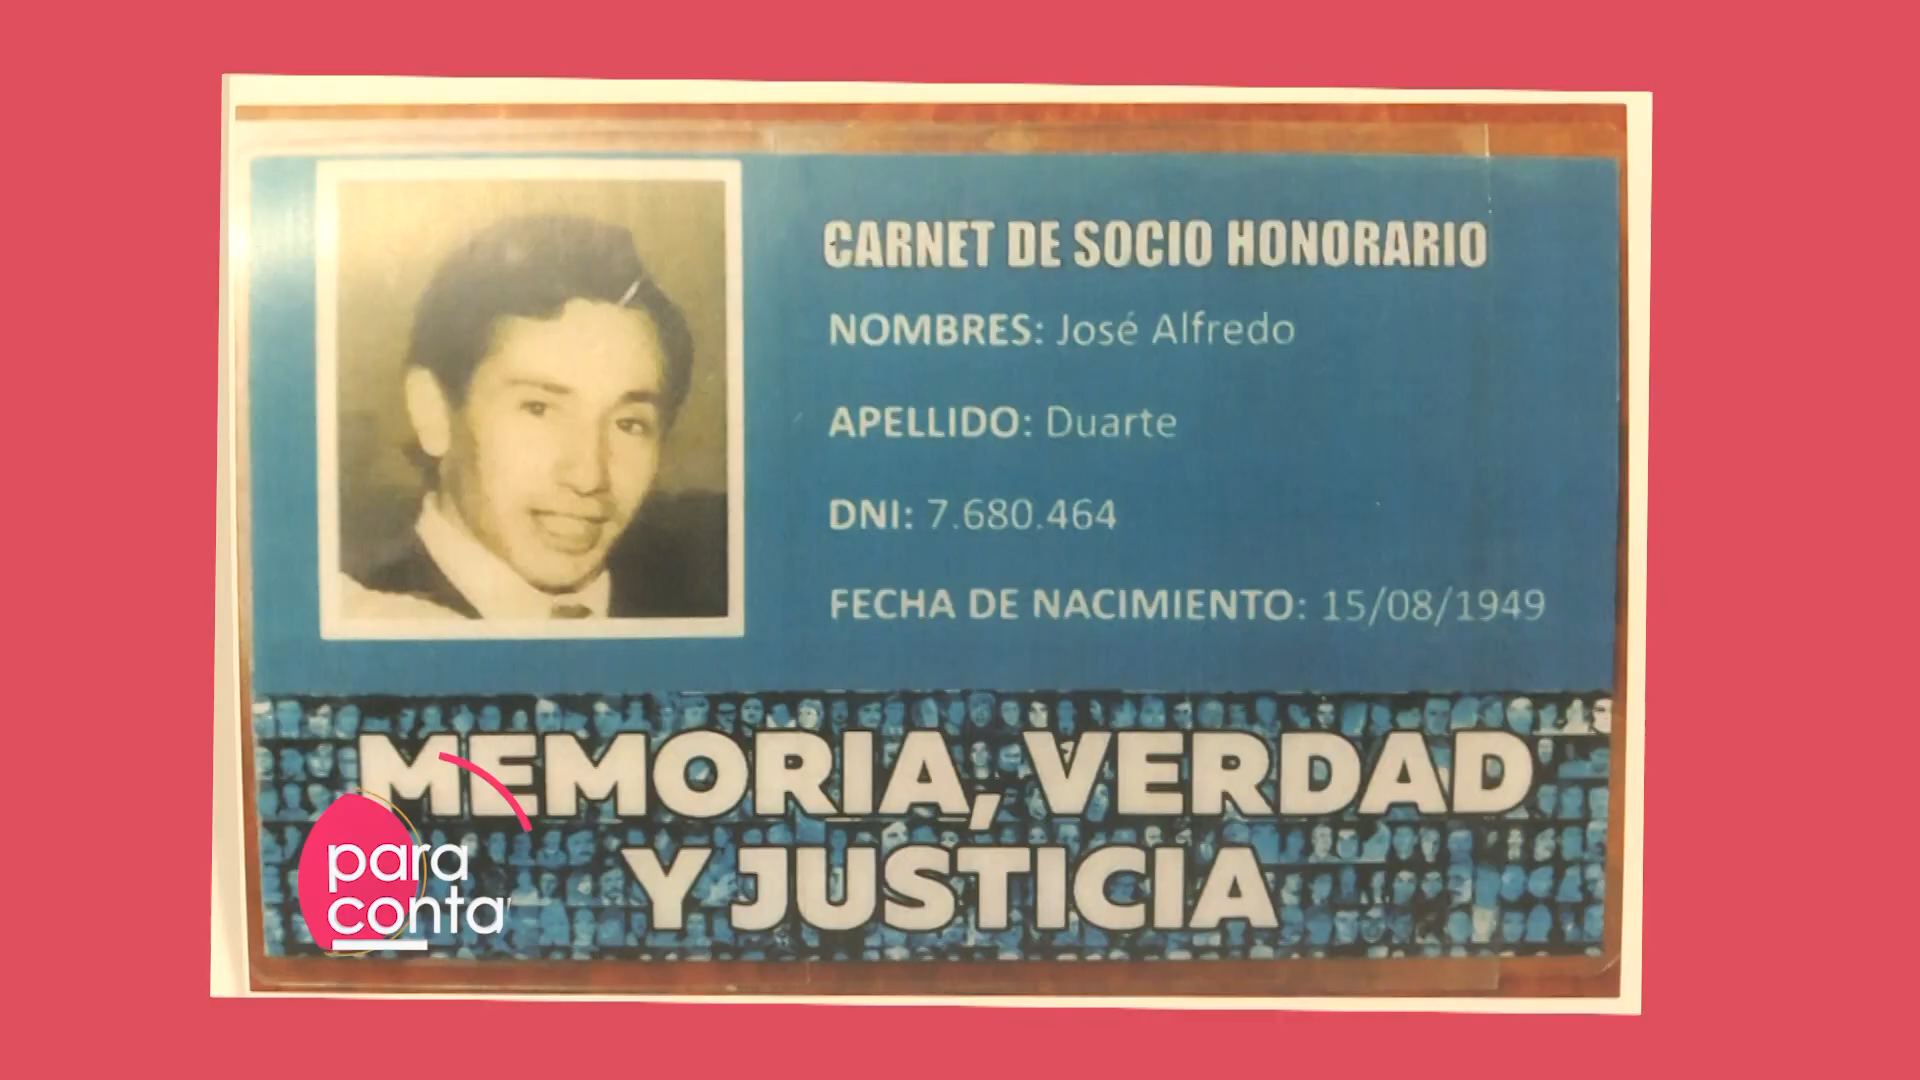 CARNET DE SOCIO HONORARIO
NOMBRES: José Alfredo
APELLIDO: Duarte
DNI: 7.680.464
FECHA DE NACIMIENTO: 15/08/1949
MEMORIA, VERDAD
Y JUSTICIA
para
conta